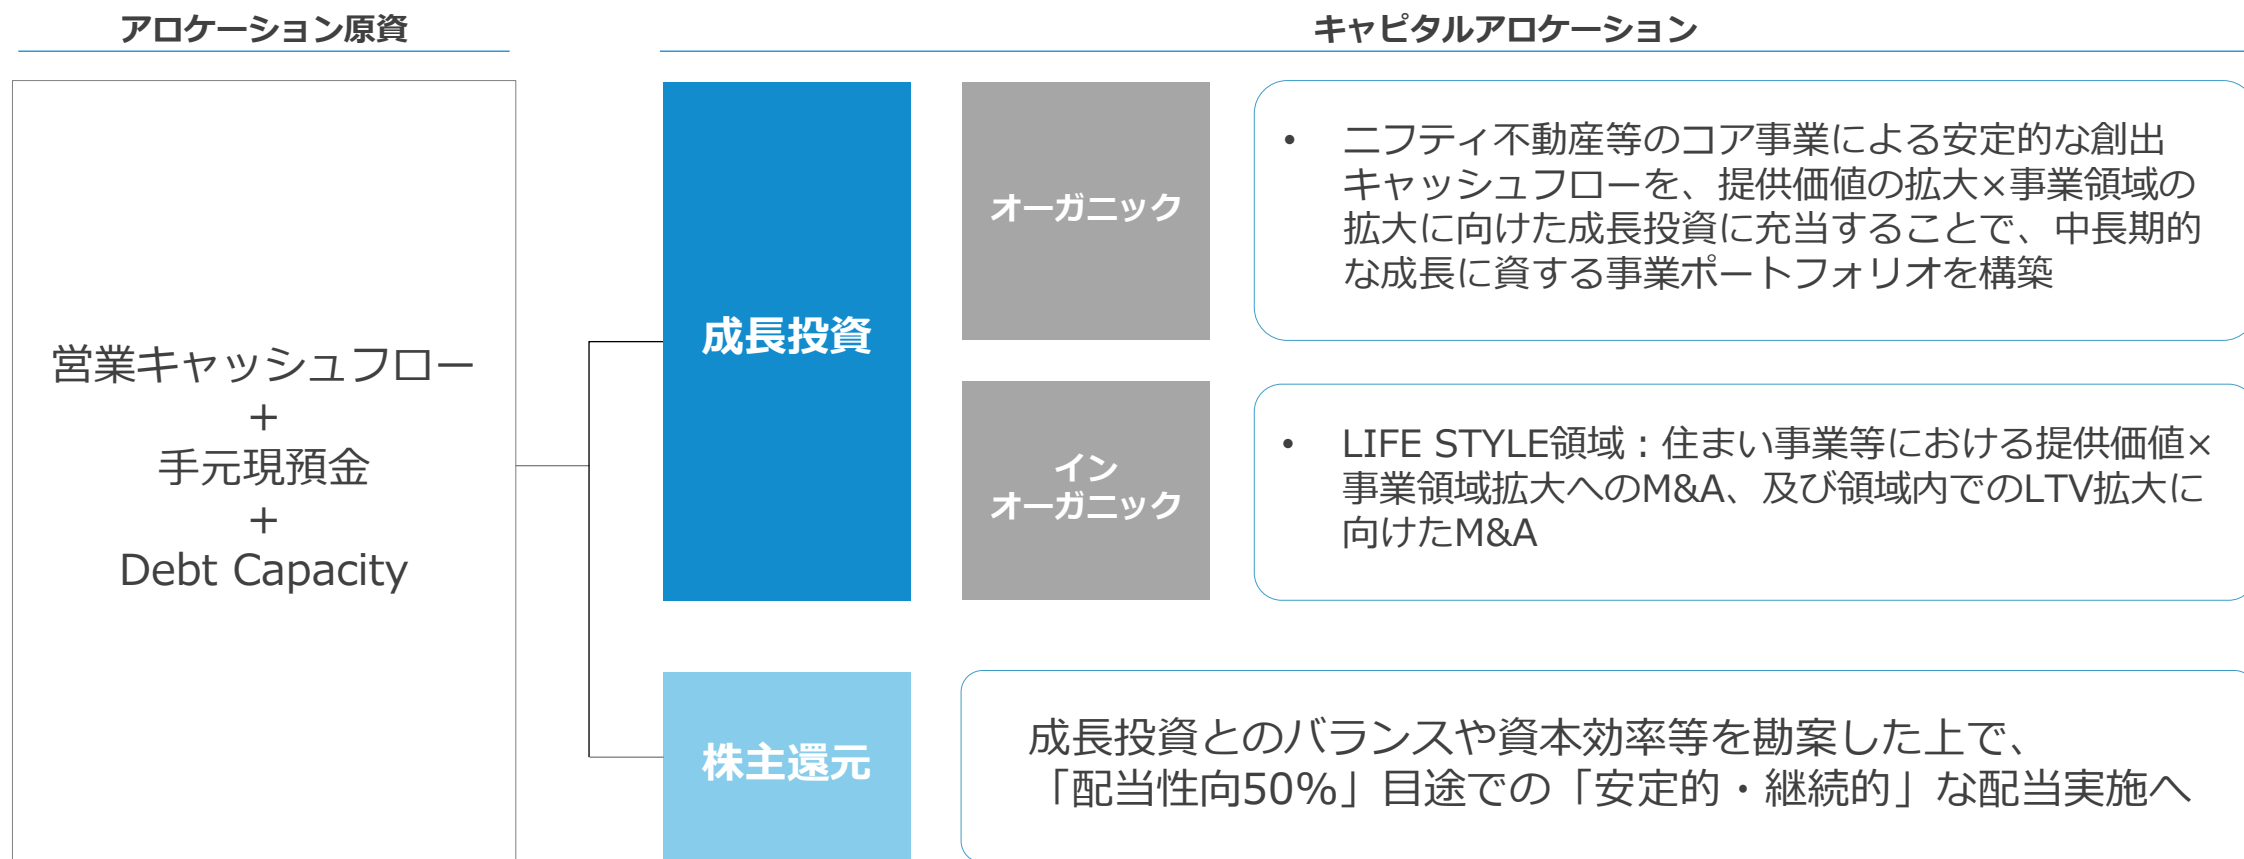 アロケーション原資
キャピタルアロケーション
営業キャッシュフロー
+
手元現預金
+
Debt Capacity
成長投資
オーガニック
• ニフティ不動産等のコア事業による安定的な創出
キャッシュフローを、提供価値の拡大×事業領域の
拡大に向けた成長投資に充当することで、中長期的
な成長に資する事業ポートフォリオを構築
イン
オーガニック
• LIFE STYLE領域：住まい事業等における提供価値×
事業領域拡大へのM&A、及び領域内でのLTV拡大に
向けたM&A
株主還元
成長投資とのバランスや資本効率等を勘案した上で、
「配当性向50%」目途での「安定的・継続的」な配当実施へ